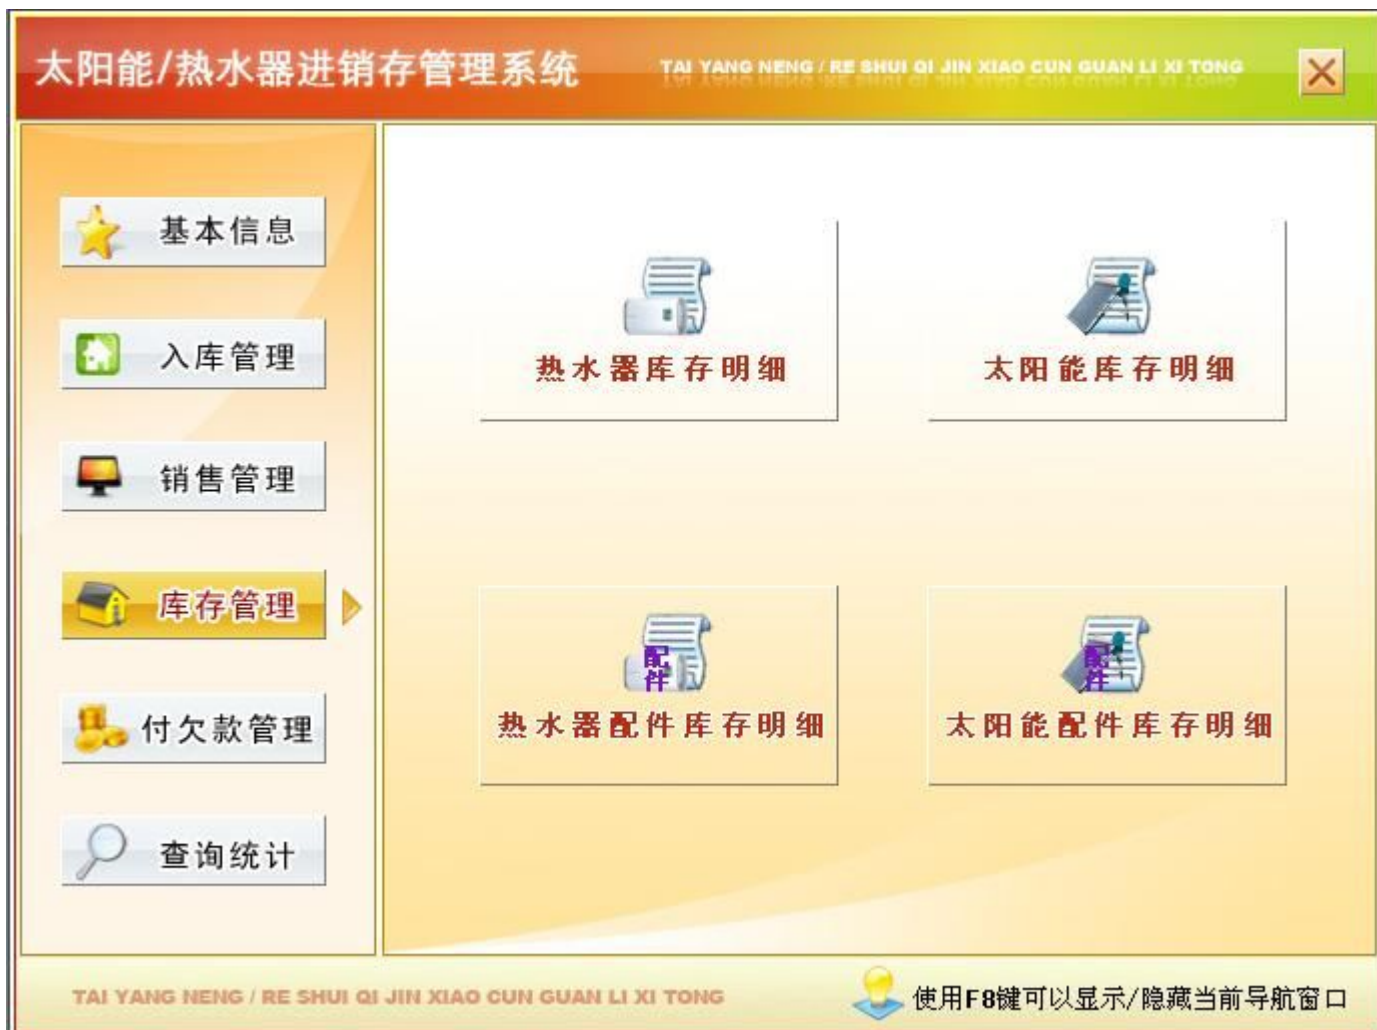 太阳能/热水器进销存管理系统
TAI YANG NENG / RE SHUI QI JIN XIAO CUN GUAN LI XI TONG
基本信息
入库管理
销售管理
库存管理
付欠款管理
查询统计
热水器库存明细
太阳能库存明细
配件
热水器配件库存明细
配件
太阳能配件库存明细
TAI YANG NENG / RE SHUI QI JIN XIAO CUN GUAN LI XI TONG
使用F8键可以显示/隐藏当前导航窗口